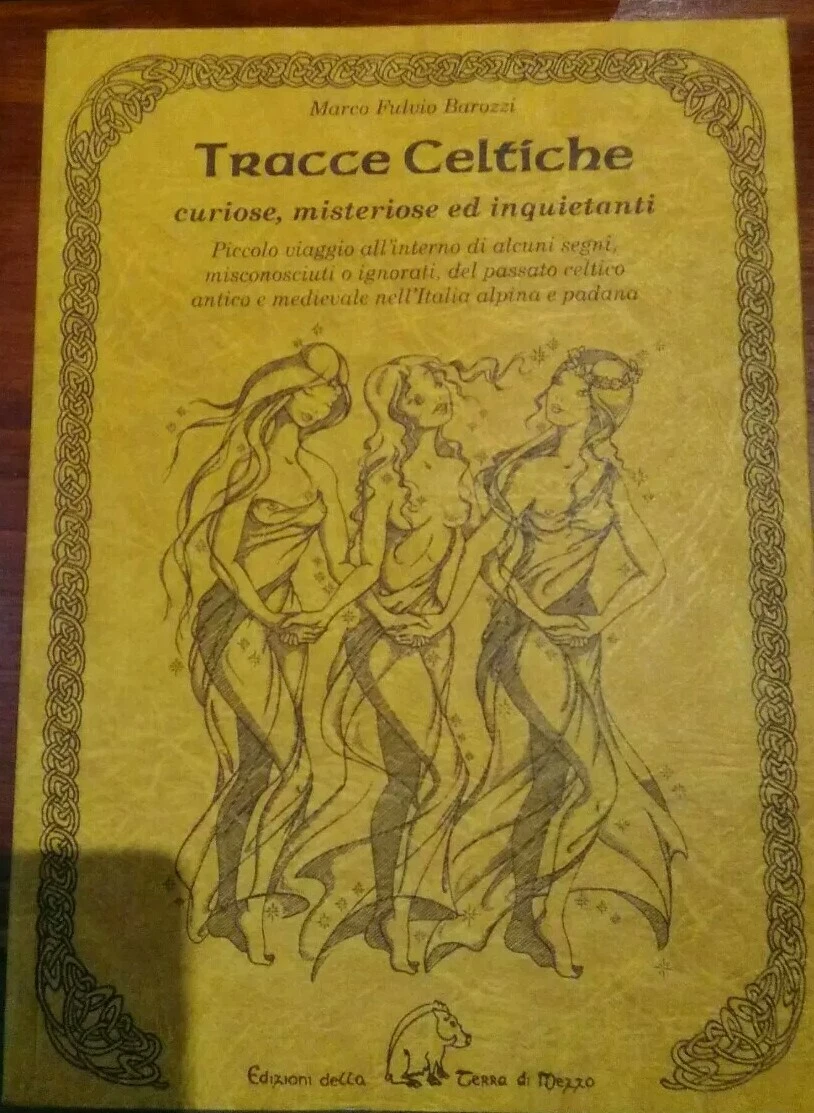 Marco Fulvio Barozzi
Tracce Celtiche
curiose, misteriose ed inquietanti
Piccolo viaggio all'interno di alcuni segni,
misconosciuti o ignorati, del passato celtico
antico e medievale nell'Italia alpina e padana
Edizioni della Terra di Mezzo